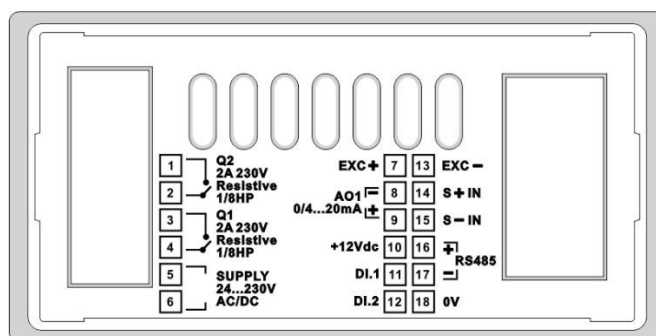 1
Q2
2A 230V
2
Resistive
1/8HP
3
Q1
2A 230V
4
Resistive
1/8HP
5
SUPPLY
24...230V
6
AC/DC
EXC+ 7 13 EXC-
AO1 - 8 14 S+IN
0/4...20mA + 9 15 S-IN
+12Vdc 10 16 +
RS485
DI.1 11 17 -
DI.2 12 18 0V